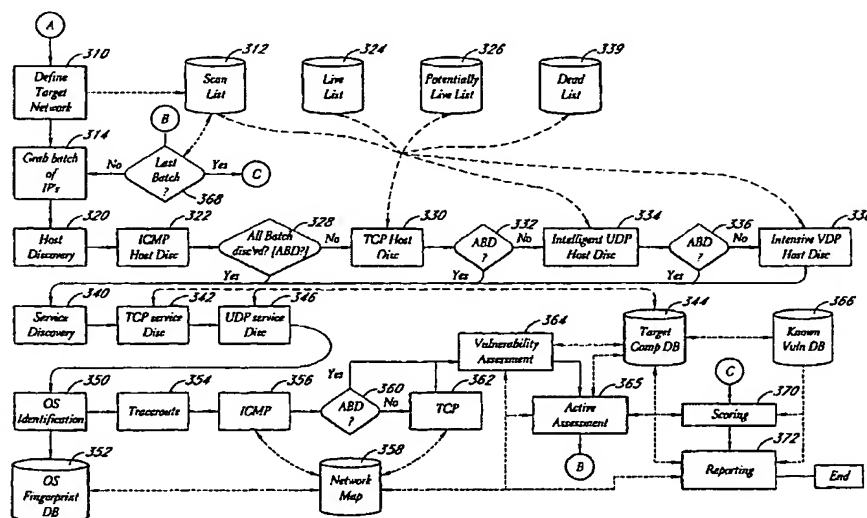 A
310
312
324
326
339
Define
Target
Network
Scan
List
Live
List
Potentially
Live List
Dead
List
B
314
Grab batch
of
IP's
No
Last
Batch
?
Yes
C
368
320
322
328
330
332
334
336
338
Host
Discovery
ICMP
Host Disc
All Batch
disc'vd? [ABD?]
No
TCP Host
Disc
ABD
?
No
Intelligent UDP
Host Disc
ABD
?
No
Intensive VDP
Host Disc
Yes
Yes
Yes
340
342
346
364
344
366
Service
Discovery
TCP service
Disc
UDP service
Disc
Vulnerability
Assessment
Target
Comp DB
Known
Vuln DB
350
354
356
Yes
360
362
365
C
370
OS
Identification
Traceroute
ICMP
ABD
?
No
TCP
Active
Assessment
Scoring
352
358
B
372
OS
Fingerprint
DB
Network
Map
Reporting
End